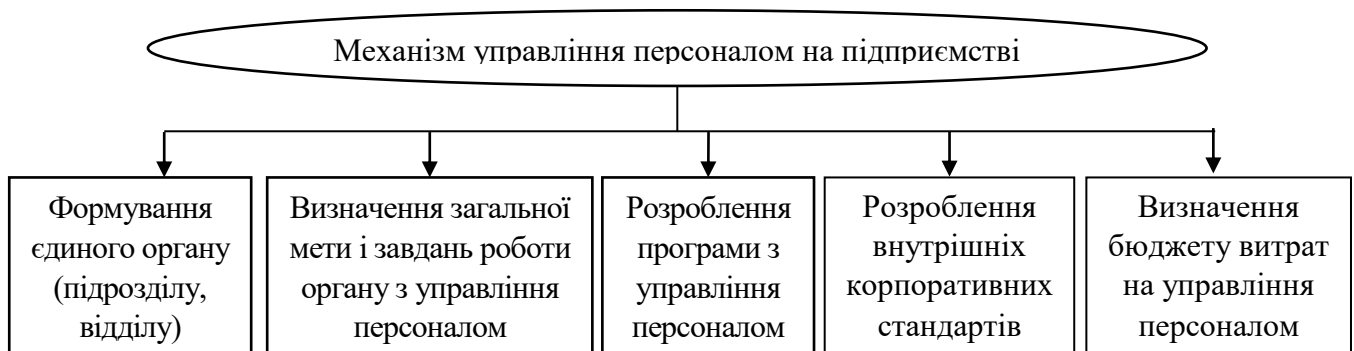 Механізм управління персоналом на підприємстві
Формування
єдиного органу
(підрозділу,
відділу)
Визначення загальної
мети і завдань роботи
органу з управління
персоналом
Розроблення
програми з
управління
персоналом
Розроблення
внутрішніх
корпоративних
стандартів
Визначення
бюджету витрат
на управління
персоналом